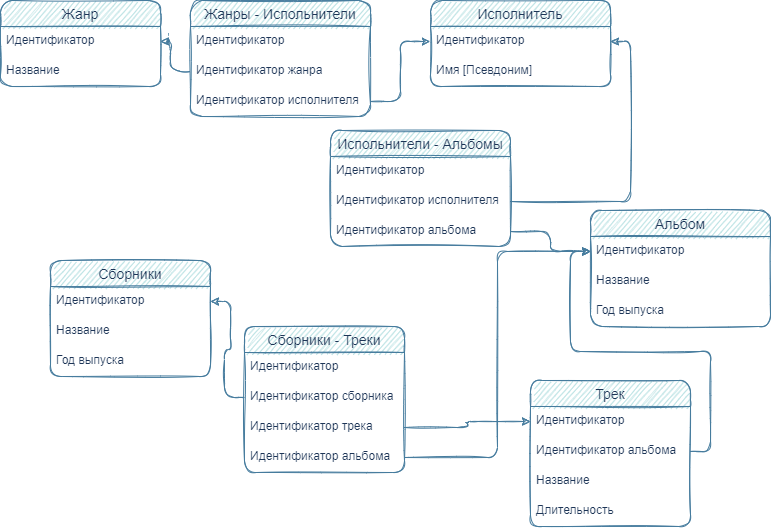 Жанр
Идентификатор
Название
Жанры - Испольнители
Идентификатор
Идентификатор жанра
Идентификатор исполнителя
Исполнитель
Идентификатор
Имя [Псевдоним]
Испольнители - Альбомы
Идентификатор
Идентификатор исполнителя
Идентификатор альбома
Альбом
Идентификатор
Название
Год выпуска
Сборники
Идентификатор
Название
Год выпуска
Сборники - Треки
Идентификатор
Идентификатор сборника
Идентификатор трека
Идентификатор альбома
Трек
Идентификатор
Идентификатор альбома
Название
Длительность